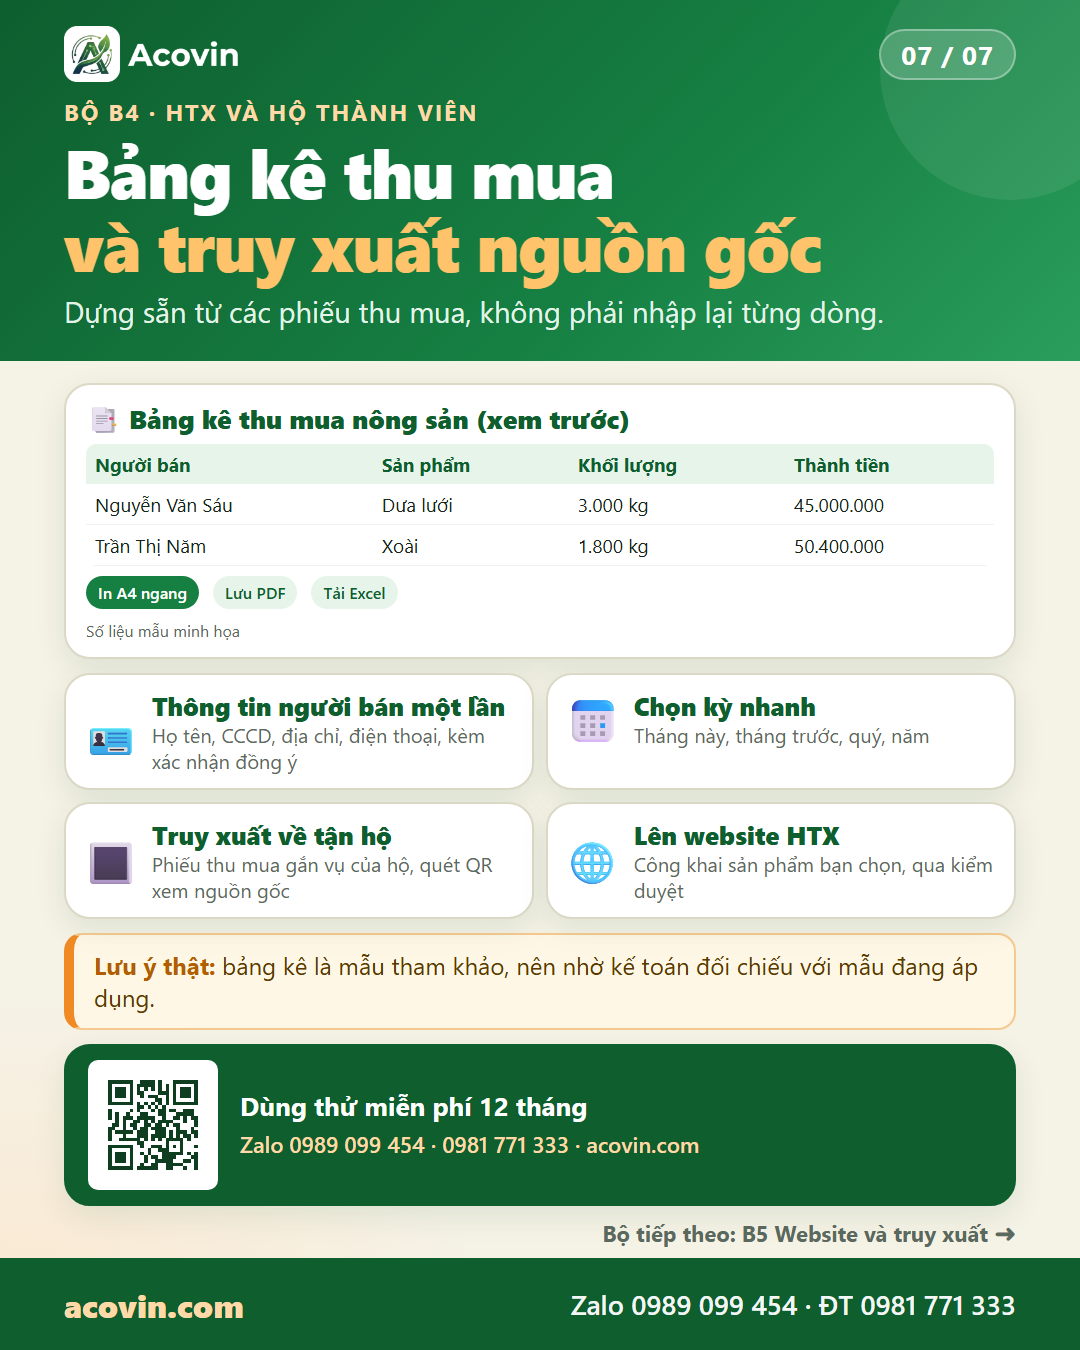 Acovin
07 / 07
BỘ B4 · HTX VÀ HỘ THÀNH VIÊN
Bảng kê thu mua
và truy xuất nguồn gốc
Dựng sẵn từ các phiếu thu mua, không phải nhập lại từng dòng.
Bảng kê thu mua nông sản (xem trước)
Người bán Sản phẩm Khối lượng Thành tiền
Nguyễn Văn Sáu Dưa lưới 3.000 kg 45.000.000
Trần Thị Năm Xoài 1.800 kg 50.400.000
In A4 ngang Lưu PDF Tải Excel
Số liệu mẫu minh họa
Thông tin người bán một lần
Họ tên, CCCD, địa chỉ, điện thoại, kèm
xác nhận đồng ý
Chọn kỳ nhanh
Tháng này, tháng trước, quý, năm
Truy xuất về tận hộ
Phiếu thu mua gắn vụ của hộ, quét QR
xem nguồn gốc
Lên website HTX
Công khai sản phẩm bạn chọn, qua kiểm
duyệt
Lưu ý thật: bảng kê là mẫu tham khảo, nên nhờ kế toán đối chiếu với mẫu đang áp
dụng.
Dùng thử miễn phí 12 tháng
Zalo 0989 099 454 · 0981 771 333 · acovin.com
Bộ tiếp theo: B5 Website và truy xuất →
acovin.com
Zalo 0989 099 454 · ĐT 0981 771 333